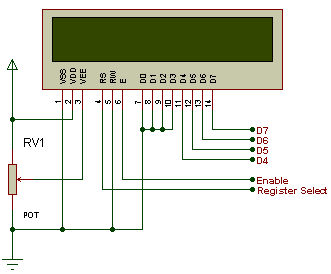 VSS VDD VEE RS RW E D0 D1 D2 D3 D4 D5 D6 D7
1 2 3 4 5 6 7 8 9 10 11 12 13 14
D7
D6
D5
D4
RV1
Enable
Register Select
POT